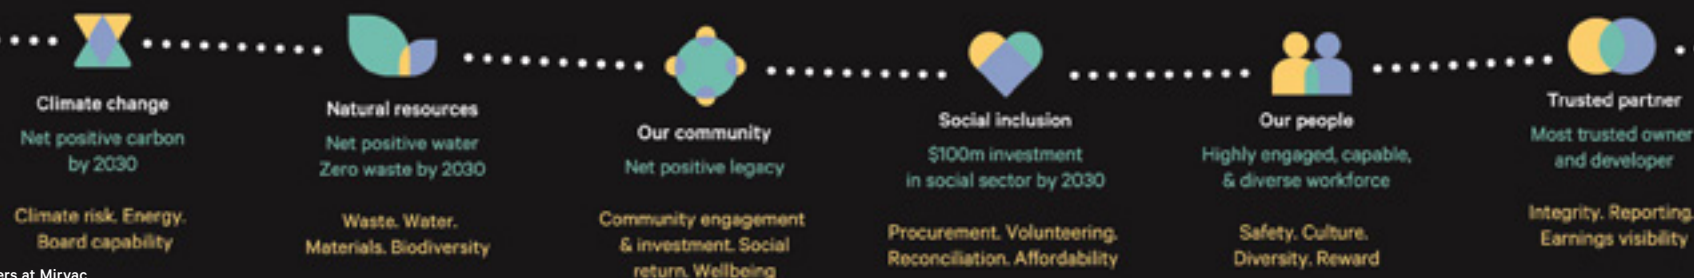 Climate change
Net positive carbon
by 2030
Climate risk. Energy.
Board capability
Natural resources
Net positive water
Zero waste by 2030
Waste. Water.
Materials. Biodiversity
Our community
Net positive legacy
Community engagement
& investment. Social
return. Wellbeing
Social inclusion
$100m investment
in social sector by 2030
Procurement. Volunteering.
Reconciliation. Affordability
Our people
Highly engaged, capable,
& diverse workforce
Safety. Culture.
Diversity. Reward
Trusted partner
Most trusted owner
and developer
Integrity. Reporting.
Earnings visibility
at Mirvac